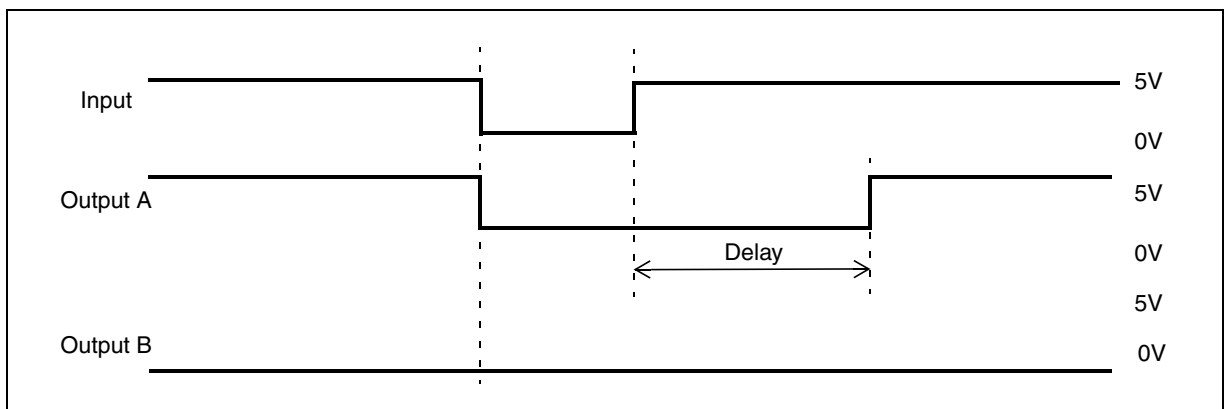 Input
5V
0V
Output A
5V
Delay
0V
5V
Output B
0V